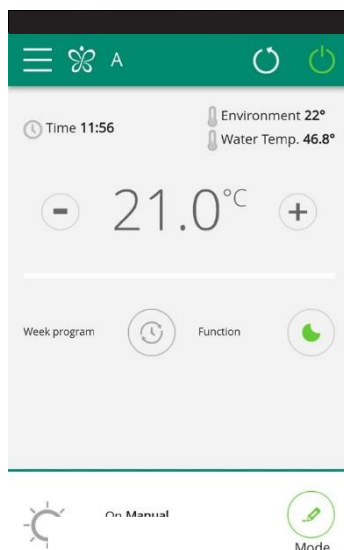 A
Time 11:56
Environment 22°
Water Temp. 46.8°
- 21.0°C +
Week program
Function
On Manual
Mode